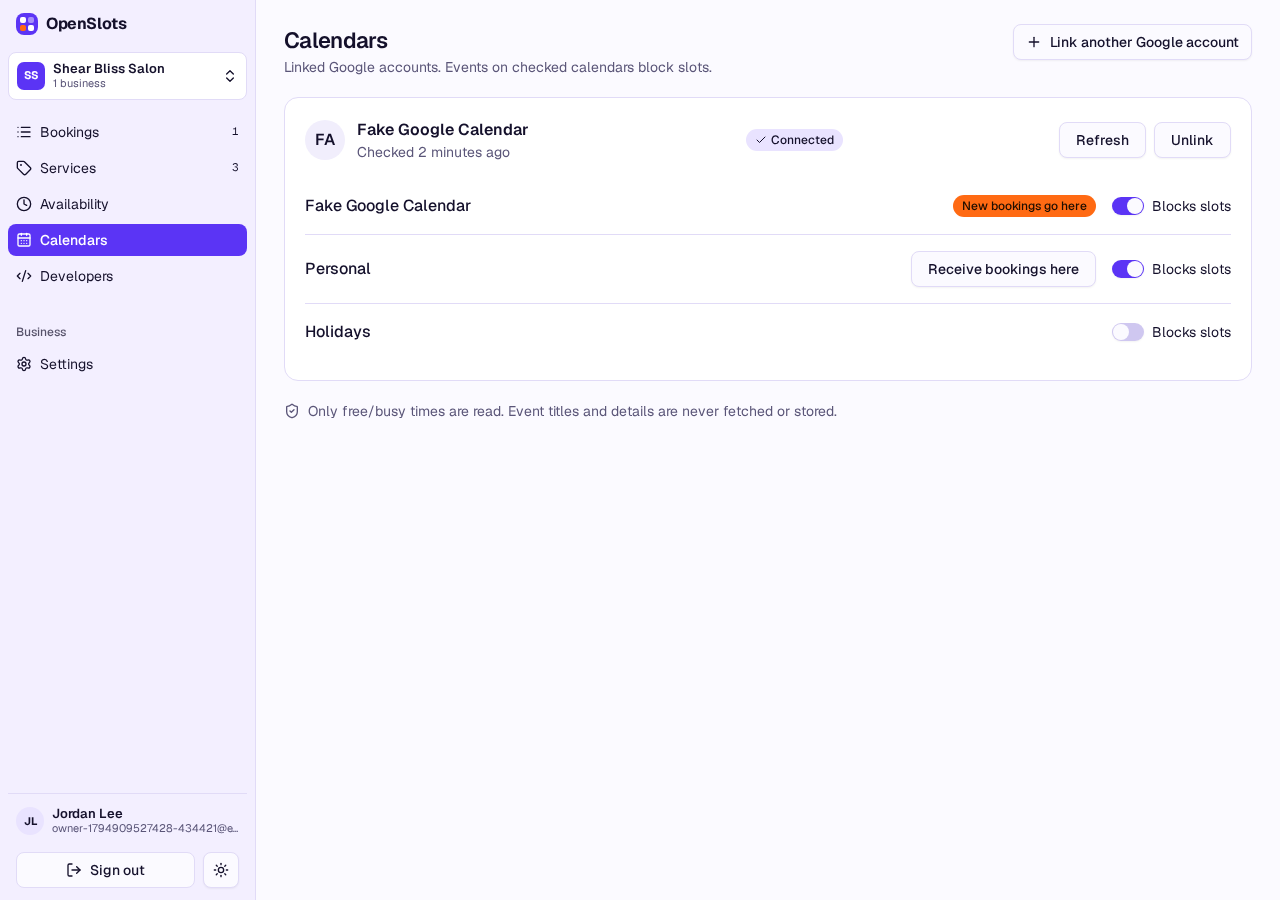 OpenSlots
SS
Shear Bliss Salon
1 business
Bookings 1
Services 3
Availability
Calendars
Developers
Business
Settings
JL
Jordan Lee
owner-1794909527428-434421@e...
Sign out
Calendars
Linked Google accounts. Events on checked calendars block slots.
Link another Google account
FA
Fake Google Calendar
Checked 2 minutes ago
Connected
Refresh
Unlink
Fake Google Calendar
New bookings go here
Blocks slots
Personal
Receive bookings here
Blocks slots
Holidays
Blocks slots
Only free/busy times are read. Event titles and details are never fetched or stored.